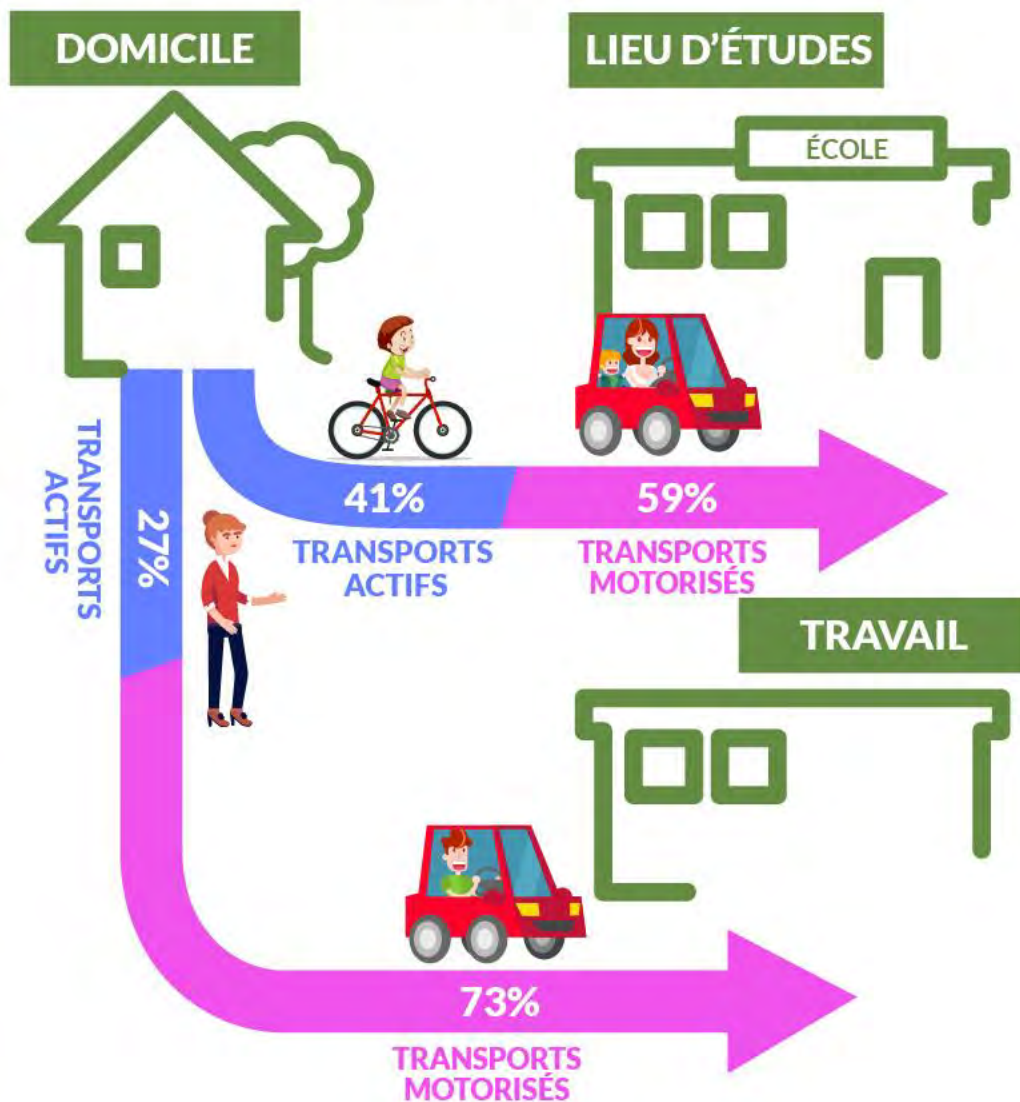 DOMICILE
LIEU D'ÉTUDES
ÉCOLE
TRANSPORTS
ACTIFS
27%
41%
59%
TRANSPORTS
ACTIFS
TRANSPORTS
MOTORISÉS
TRAVAIL
73%
TRANSPORTS
MOTORISÉS